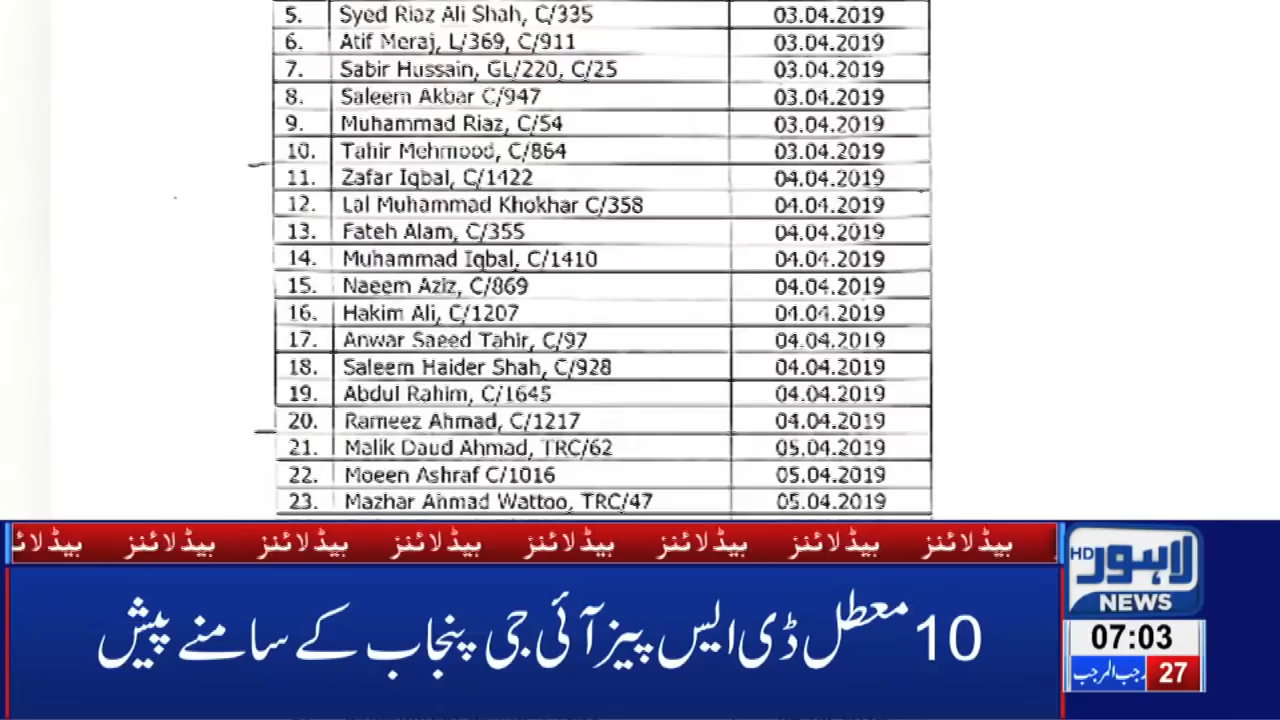 5. Syed Riaz Ali Shah, C/335 03.04.2019
6. Atif Meraj, L/369, C/911 03.04.2019
7. Sabir Hussain, GL/220, C/25 03.04.2019
8. Saleem Akbar C/947 03.04.2019
9. Muhammad Riaz, C/54 03.04.2019
10. Tahir Mehmood, C/864 03.04.2019
11. Zafar Iqbal, C/1422 04.04.2019
12. Lal Muhammad Khokhar C/358 04.04.2019
13. Fateh Alam, C/355 04.04.2019
14. Muhammad Iqbal, C/1410 04.04.2019
15. Naeem Aziz, C/869 04.04.2019
16. Hakim Ali, C/1207 04.04.2019
17. Anwar Saeed Tahir, C/97 04.04.2019
18. Saleem Haider Shah, C/928 04.04.2019
19. Abdul Rahim, C/1645 04.04.2019
20. Rameez Ahmad, C/1217 04.04.2019
21. Malik Daud Ahmad, TRC/62 05.04.2019
22. Moeen Ashraf C/1016 05.04.2019
23. Mazhar Ahmad Wattoo, TRC/47 05.04.2019
ہیڈلائنز ہیڈلائنز ہیڈلائنز ہیڈلائنز ہیڈلائنز ہیڈلائنز ہیڈلائنز ہیڈلائنز
10 معطل ڈی ایس پیز آئی جی پنجاب کے سامنے پیش
لاہور HD
NEWS
07:03
27 رجب المرجب